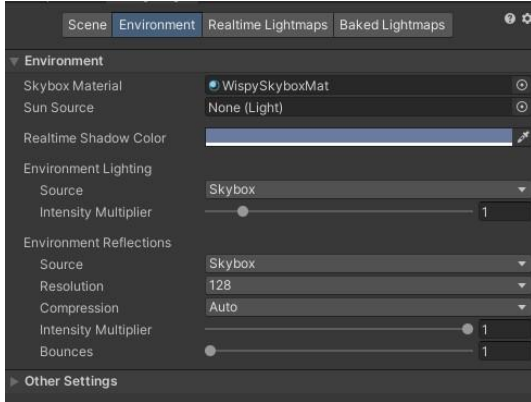 Scene Environment Realtime Lightmaps Baked Lightmaps
Environment
Skybox Material WispySkyboxMat
Sun Source None (Light)
Realtime Shadow Color
Environment Lighting
Source Skybox
Intensity Multiplier 1
Environment Reflections
Source Skybox
Resolution 128
Compression Auto
Intensity Multiplier 1
Bounces 1
Other Settings